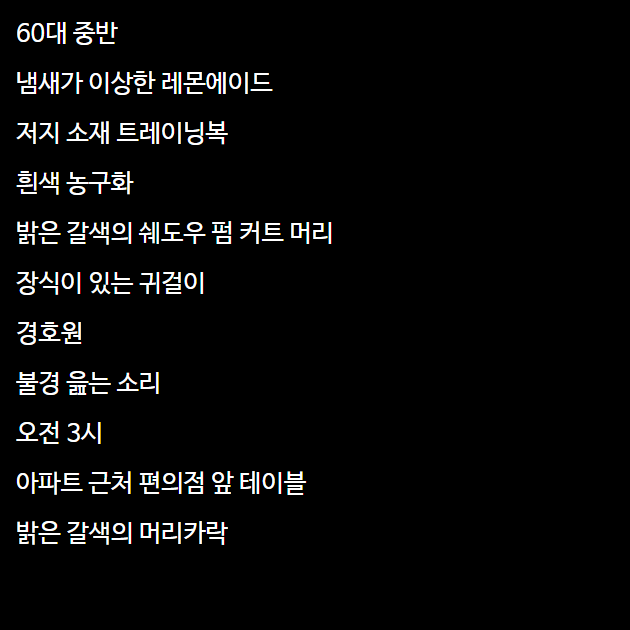 60대 중반
냄새가 이상한 레몬에이드
저지 소재 트레이닝복
흰색 농구화
밝은 갈색의 쉐도우 펌 커트 머리
장식이 있는 귀걸이
경호원
불경 읊는 소리
오전 3시
아파트 근처 편의점 앞 테이블
밝은 갈색의 머리카락